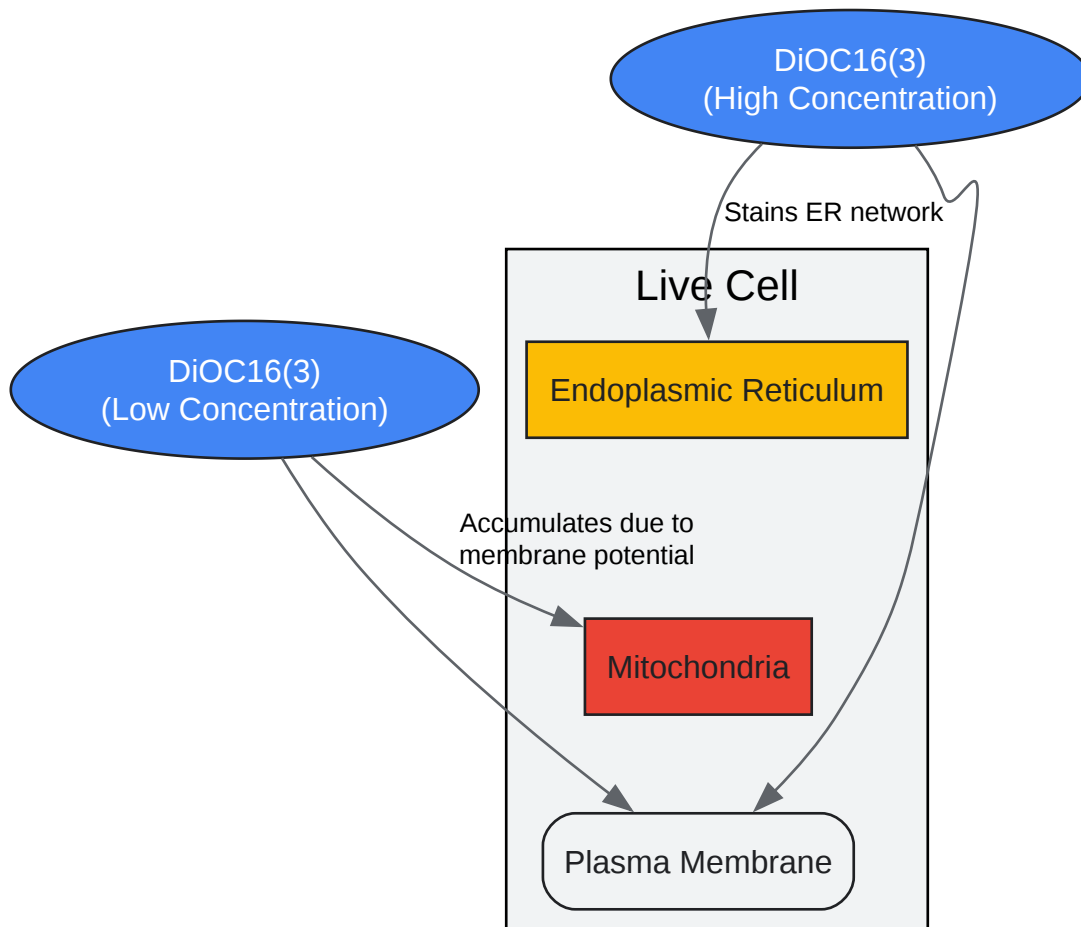 DiOC16(3)
(High Concentration)
Stains ER network
Live Cell
Endoplasmic Reticulum
DiOC16(3)
(Low Concentration)
Accumulates due to
membrane potential
Mitochondria
Plasma Membrane